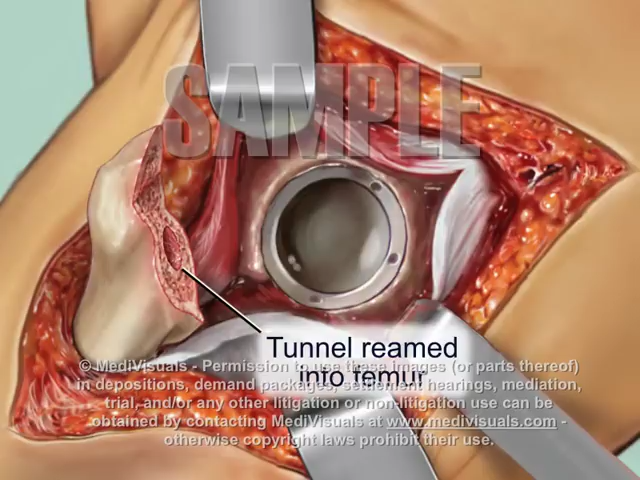 SAMPLE
Tunnel reamed
into femur
© MediVisuals - Permission to use these images (or parts thereof)
in depositions, demand packages, settlement hearings, mediation,
trial, and/or any other litigation or non-litigation use can be
obtained by contacting MediVisuals at www.medivisuals.com -
otherwise copyright laws prohibit their use.